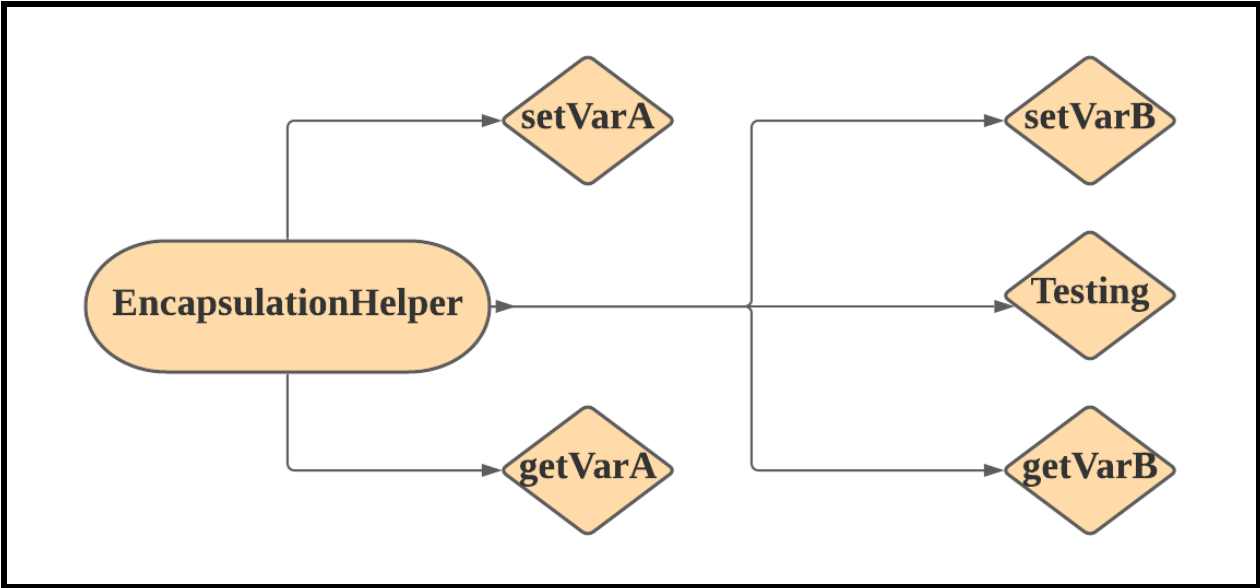 setVarA
setVarB
EncapsulationHelper
Testing
getVarA
getVarB